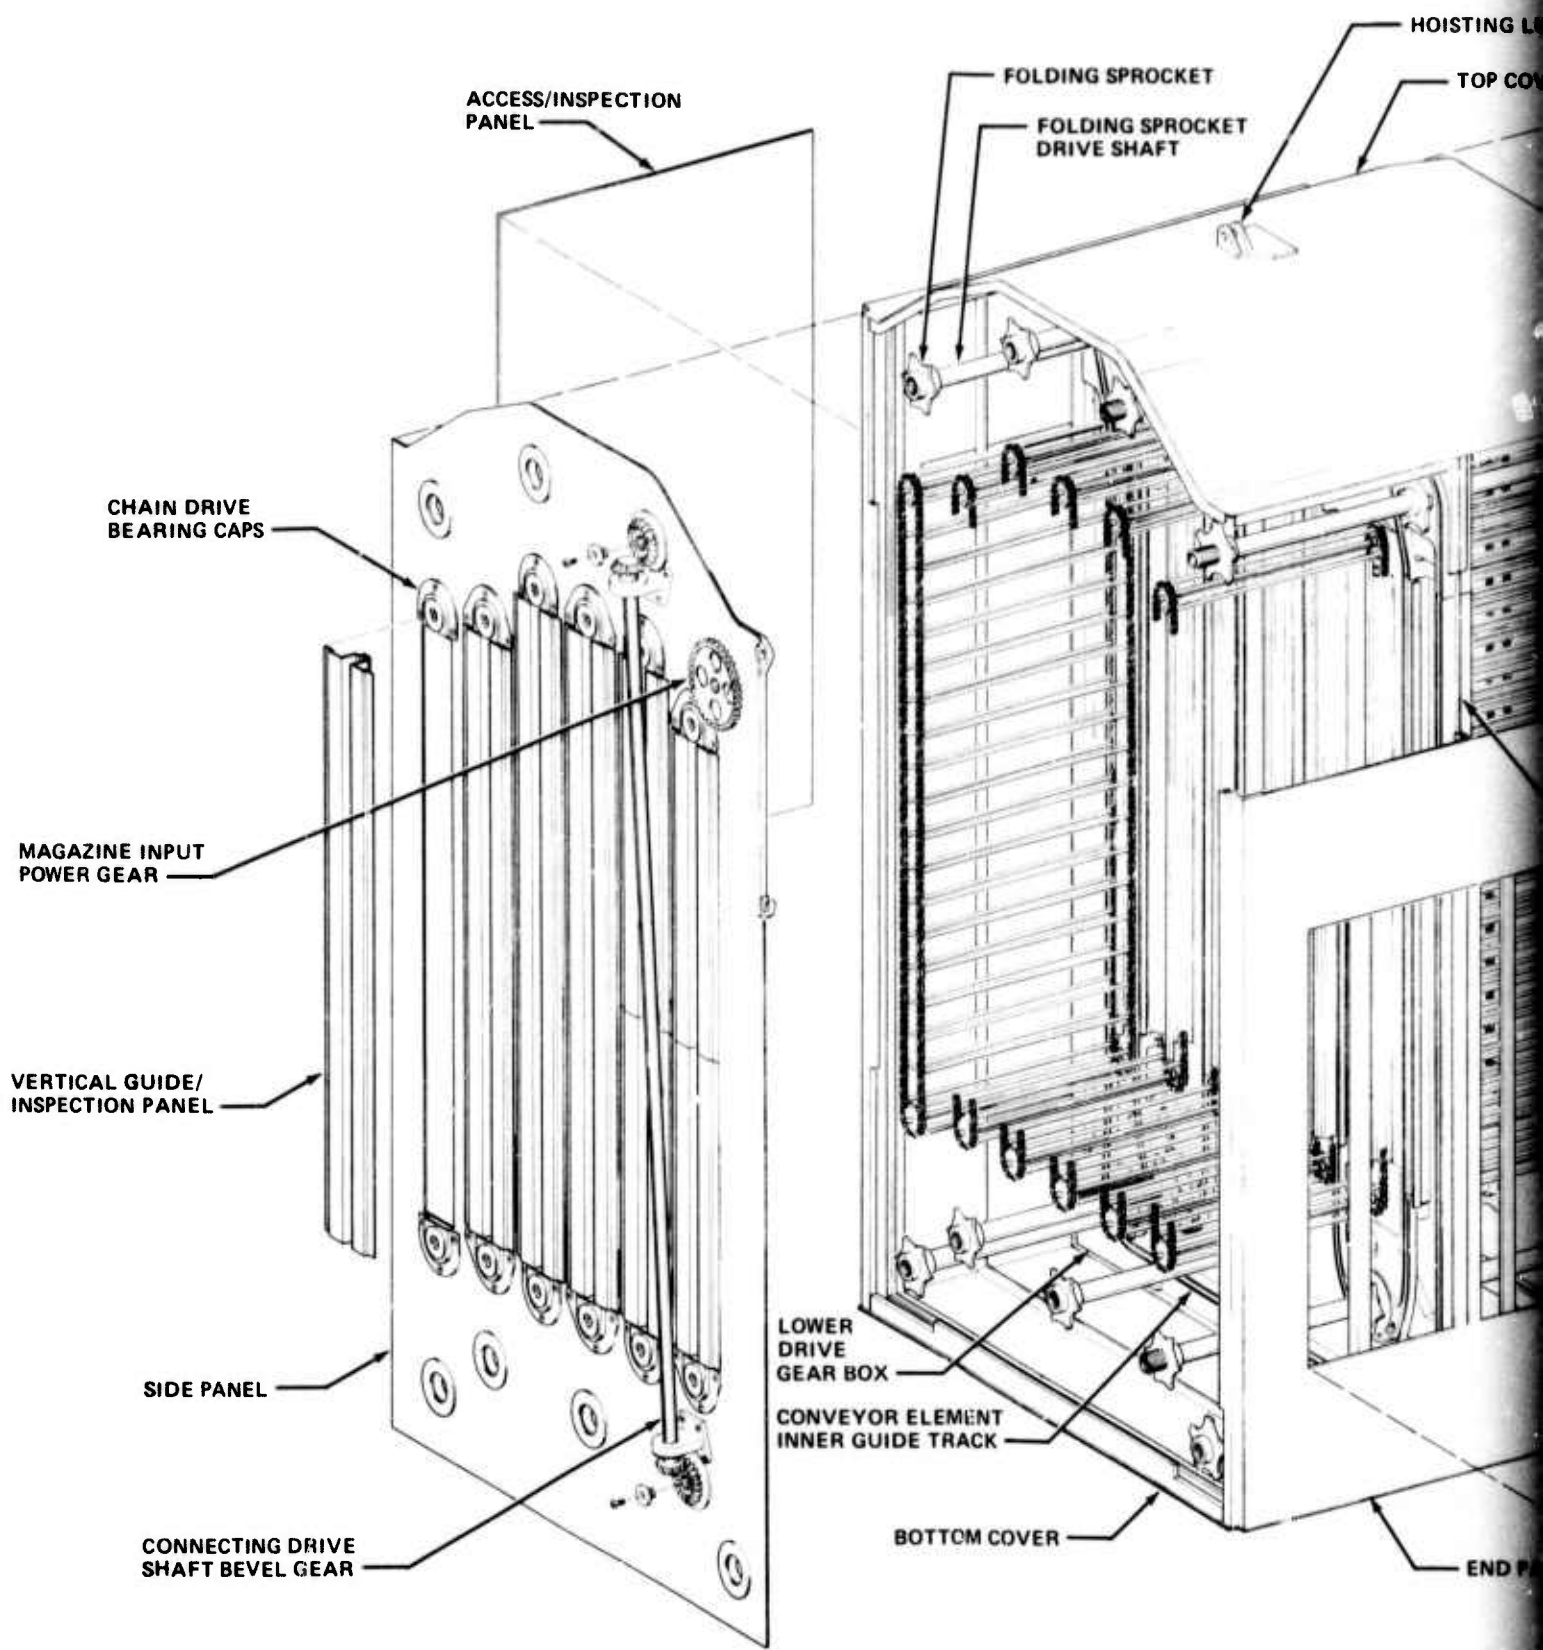 HOISTING
FOLDING SPROCKET
TOP
ACCESS/INSPECTION
PANEL
FOLDING SPROCKET
DRIVE SHAFT
CHAIN DRIVE
BEARING CAPS
MAGAZINE INPUT
POWER GEAR
VERTICAL GUIDE/
INSPECTION PANEL
LOWER
DRIVE
GEAR BOX
SIDE PANEL
CONVEYOR ELEMENT
INNER GUIDE TRACK
BOTTOM COVER
CONNECTING DRIVE
SHAFT BEVEL GEAR
END